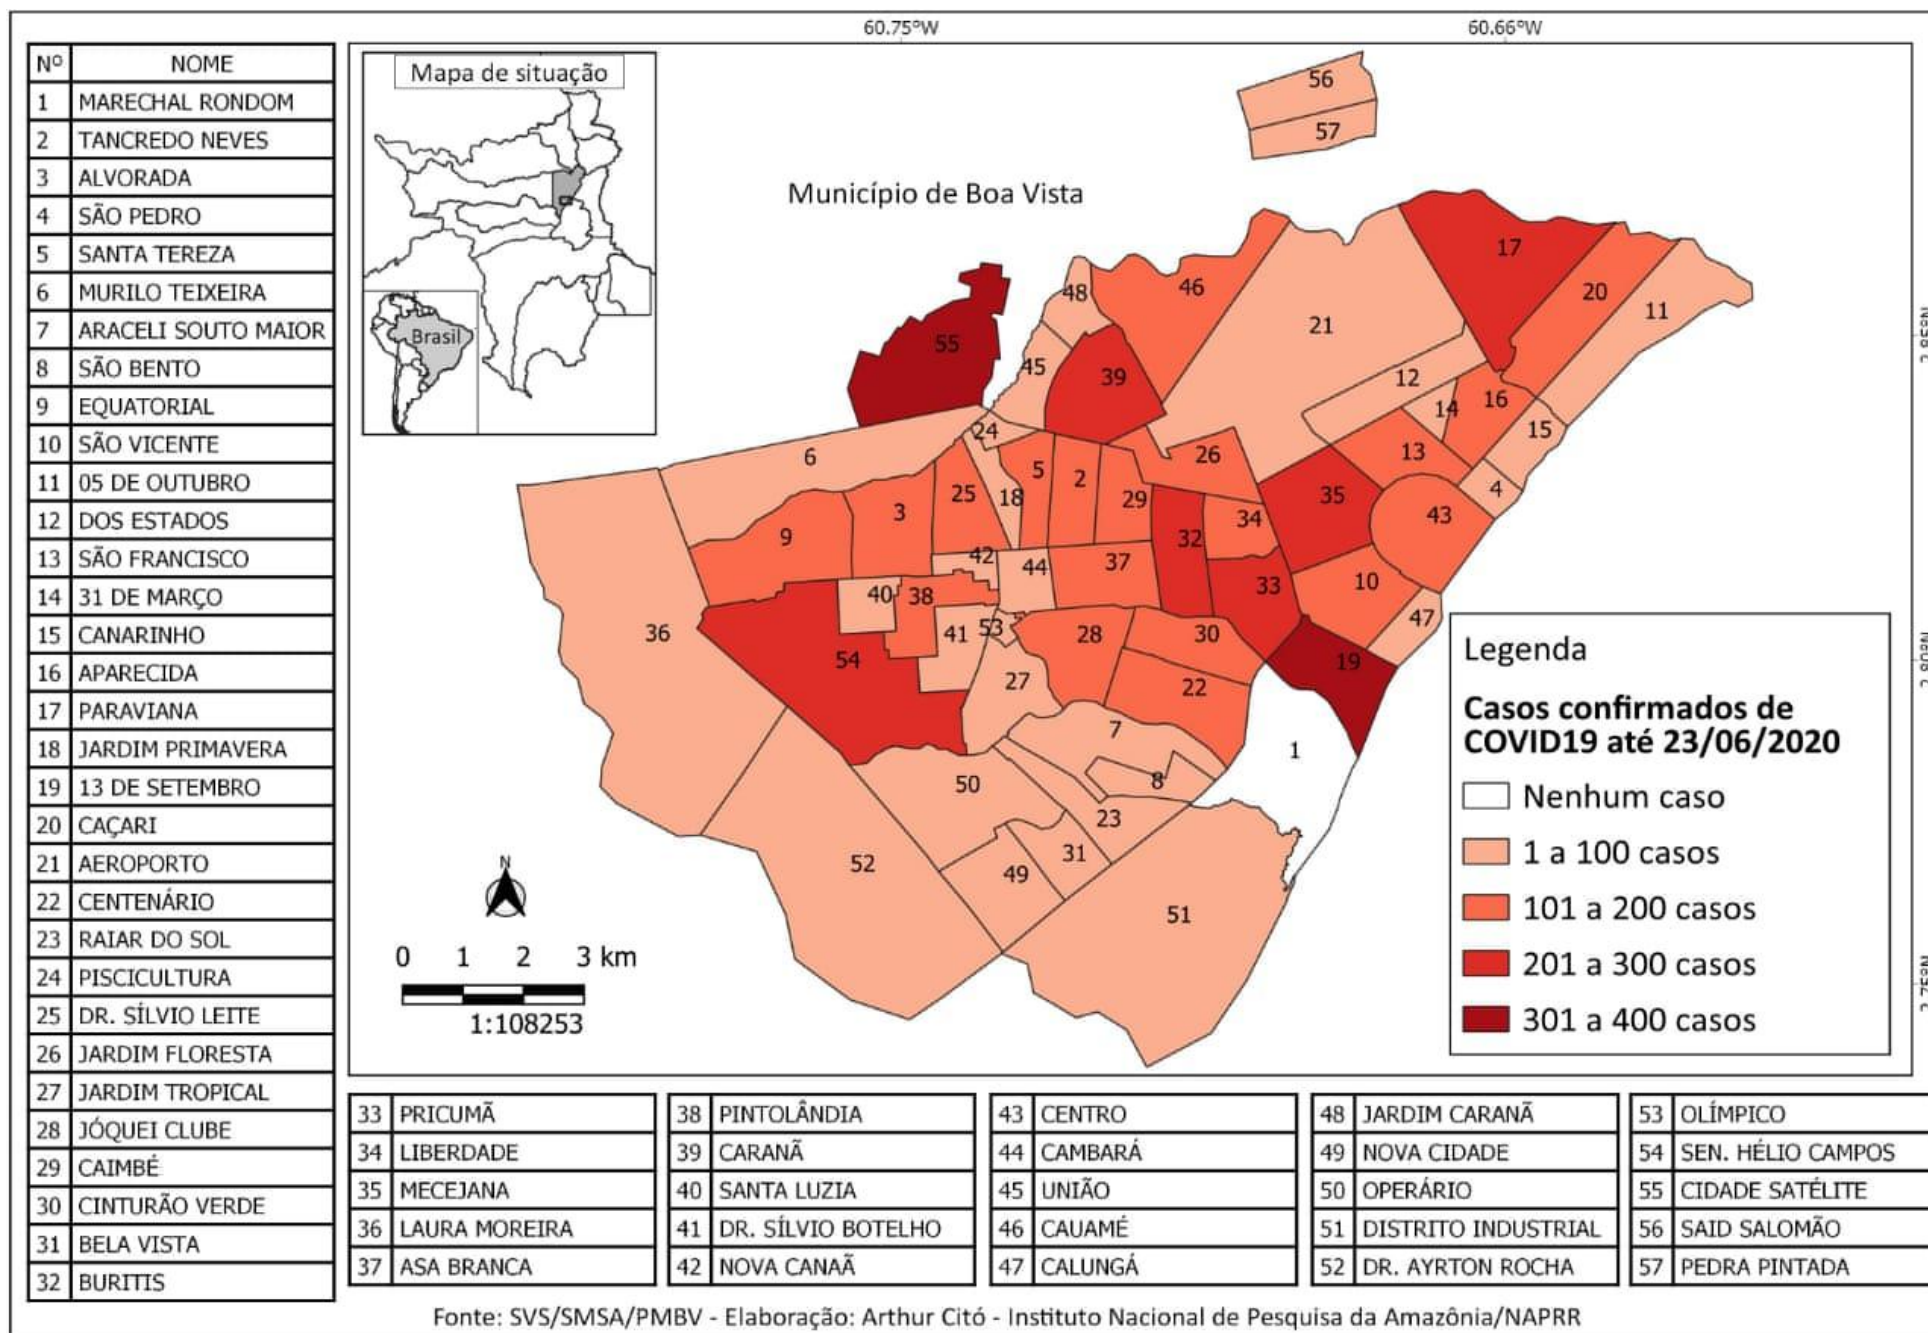 60.75°W
60.66°W
Nº NOME
1 MARECHAL RONDOM
2 TANCREDO NEVES
3 ALVORADA
4 SÃO PEDRO
5 SANTA TEREZA
6 MURILO TEIXEIRA
7 ARACELI SOUTO MAIOR
8 SÃO BENTO
9 EQUATORIAL
10 SÃO VICENTE
11 05 DE OUTUBRO
12 DOS ESTADOS
13 SÃO FRANCISCO
14 31 DE MARÇO
15 CANARINHO
16 APARECIDA
17 PARAVIANA
18 JARDIM PRIMAVERA
19 13 DE SETEMBRO
20 CAÇARI
21 AEROPORTO
22 CENTENÁRIO
23 RAIAR DO SOL
24 PISCICULTURA
25 DR. SÍLVIO LEITE
26 JARDIM FLORESTA
27 JARDIM TROPICAL
28 JÓQUEI CLUBE
29 CAIMBÉ
30 CINTURÃO VERDE
31 BELA VISTA
32 BURITIS
Mapa de situação
Brasil
Município de Boa Vista
56
57
17
46
48
20
11
21
55
45
39
12
16
14
15
24
26
13
6
5
2
25
18
29
35
4
3
34
43
9
32
42
44
37
33
10
40
38
47
36
41
53
28
30
54
19
27
22
7
1
50
8
23
31
52
49
51
N
0 1 2 3 km
1:108253
Legenda
Casos confirmados de
COVID19 até 23/06/2020
Nenhum caso
1 a 100 casos
101 a 200 casos
201 a 300 casos
301 a 400 casos
33 PRICUMÃ
34 LIBERDADE
35 MECEJANA
36 LAURA MOREIRA
37 ASA BRANCA
38 PINTOLÂNDIA
39 CARANÃ
40 SANTA LUZIA
41 DR. SÍLVIO BOTELHO
42 NOVA CANAÃ
43 CENTRO
44 CAMBARÁ
45 UNIÃO
46 CAUAMÉ
47 CALUNGÁ
48 JARDIM CARANÃ
49 NOVA CIDADE
50 OPERÁRIO
51 DISTRITO INDUSTRIAL
52 DR. AYRTON ROCHA
53 OLÍMPICO
54 SEN. HÉLIO CAMPOS
55 CIDADE SATÉLITE
56 SAID SALOMÃO
57 PEDRA PINTADA
Fonte: SVS/SMSA/PMBV - Elaboração: Arthur Citó - Instituto Nacional de Pesquisa da Amazônia/NAPRR